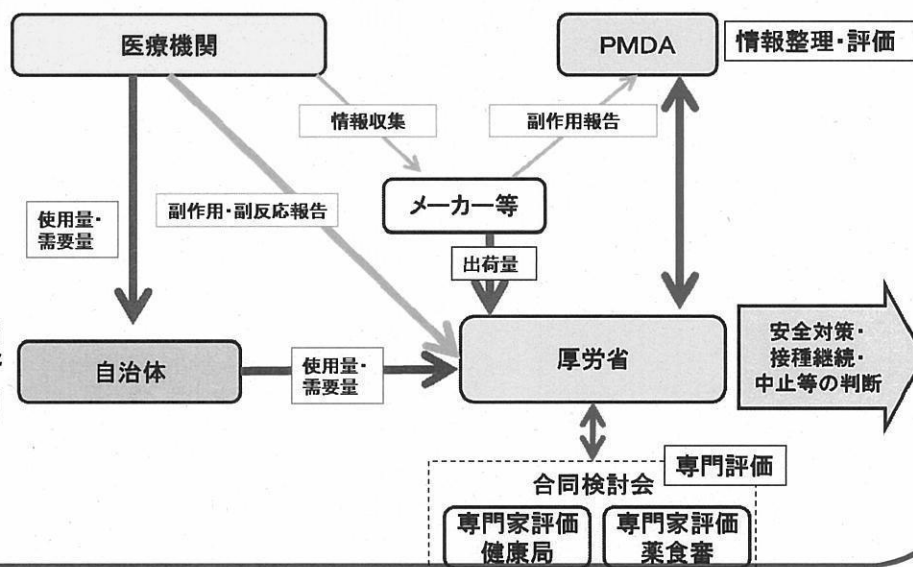 医療機関
PMDA
情報整理・評価
情報収集
副作用報告
メーカー等
使用量・
需要量
副作用・副反応報告
出荷量
自治体
使用量・
需要量
厚労省
安全対策・
接種継続・
中止等の判断
専門評価
合同検討会
専門家評価
健康局
専門家評価
薬食審